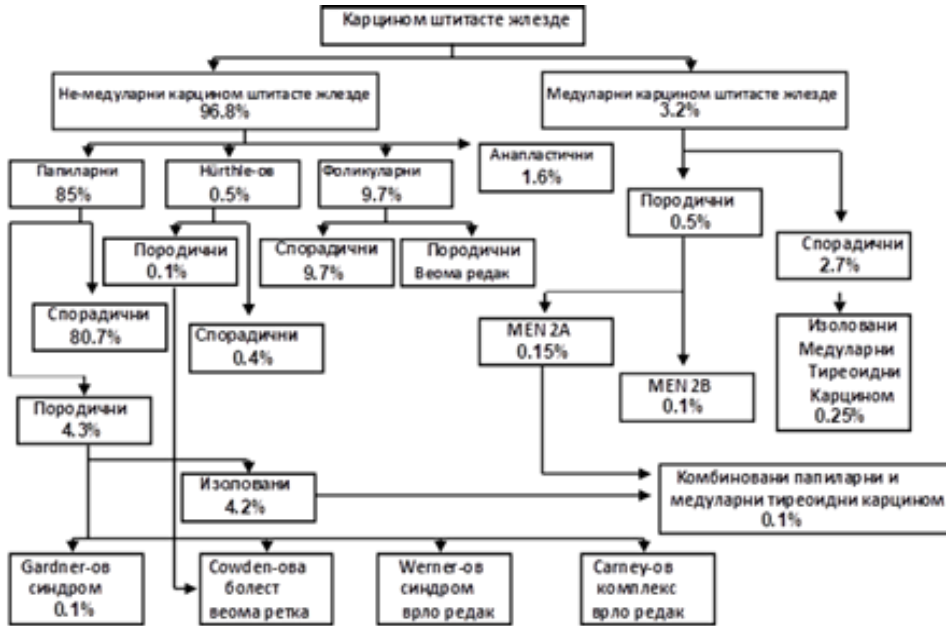 Карцином штитасте жлезде
Не-медуларни карцином штитасте жлезде
96.8%
Медуларни карцином штитасте жлезде
3.2%
Папиларни
85%
Hürthle-ов
0.5%
Фоликуларни
9.7%
Анапластични
1.6%
Породични
0.5%
Спорадични
2.7%
Породични
0.1%
Спорадични
9.7%
Породични
Веома редак
Спорадични
80.7%
Спорадични
0.4%
MEN 2A
0.15%
MEN 2B
0.1%
Изоловани
Медуларни
Тиреоидни
Карцином
0.25%
Породични
4.3%
Изоловани
4.2%
Комбиновани папиларни и
медуларни тиреоидни карцином
0.1%
Gardner-ов
синдром
0.1%
Cowden-ова
болест
веома ретка
Werner-ов
синдром
врло редак
Carney-ов
комплекс
врло редак